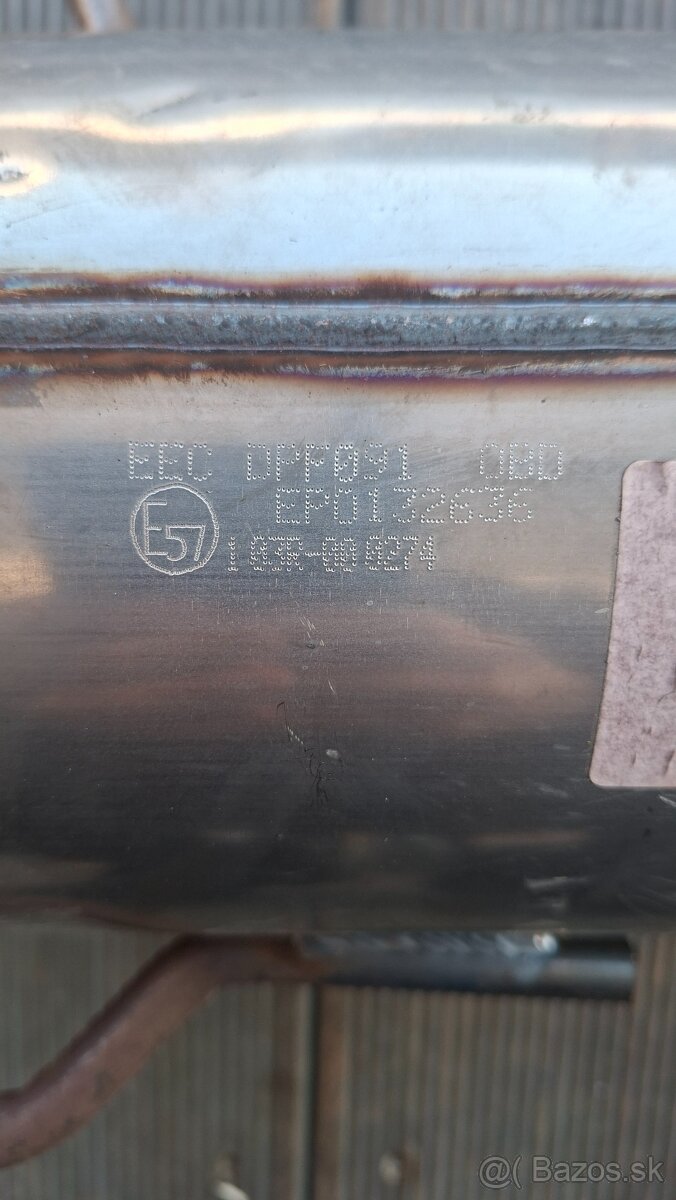 EEC DPF091 OBD
EP0132636
E57 103R-00 0274
@( Bazos.sk